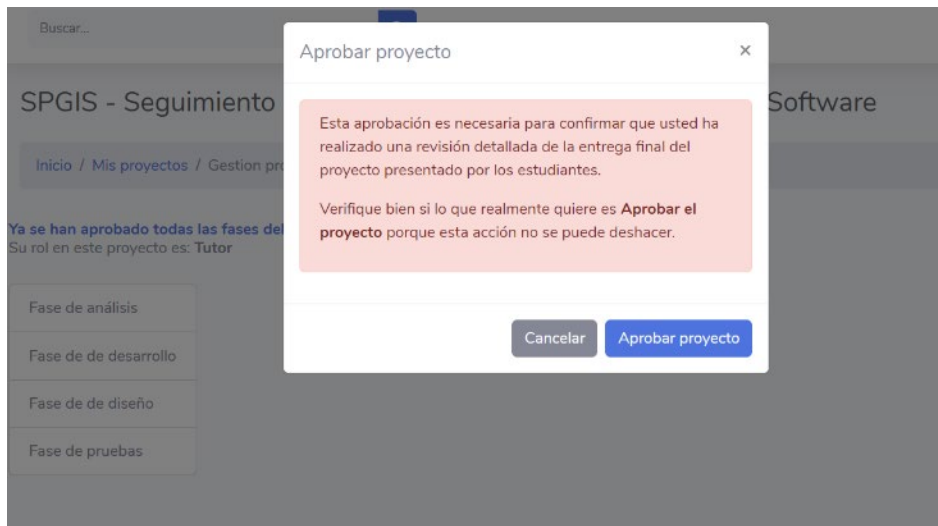 Buscar...
Aprobar proyecto ×
SPGIS - Seguimiento Software
Esta aprobación es necesaria para confirmar que usted ha
realizado una revisión detallada de la entrega final del
proyecto presentado por los estudiantes.
Inicio / Mis proyectos / Gestion
Verifique bien si lo que realmente quiere es Aprobar el
proyecto porque esta acción no se puede deshacer.
Ya se han aprobado todas las fases del
Su rol en este proyecto es: Tutor
Fase de análisis
Cancelar Aprobar proyecto
Fase de de desarrollo
Fase de de diseño
Fase de pruebas